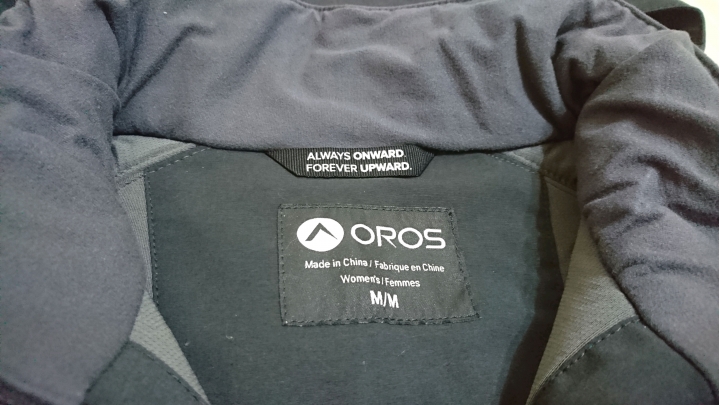 ALWAYS ONWARD.
FOREVER UPWARD.
OROS
Made in China / Fabrique en Chine
Women's / Femmes
M/M